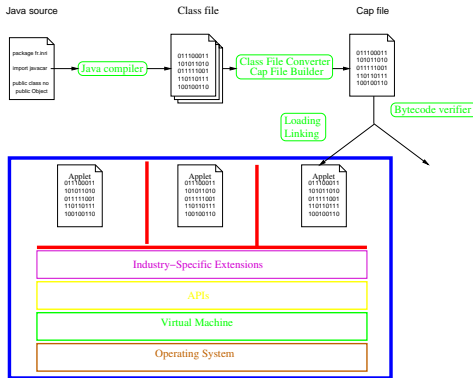 Java source
Class file
Cap file
package fr.inri
import javacar
public class no
public Object
Java compiler
011100011
101011010
011111001
110110111
100100110
Class File Converter
Cap File Builder
011100011
101011010
011111001
110110111
100100110
Loading
Linking
Bytecode verifier
Applet
011100011
101011010
011111001
110110111
100100110
Applet
011100011
101011010
011111001
110110111
100100110
Applet
011100011
101011010
011111001
110110111
100100110
Industry-Specific Extensions
APIs
Virtual Machine
Operating System